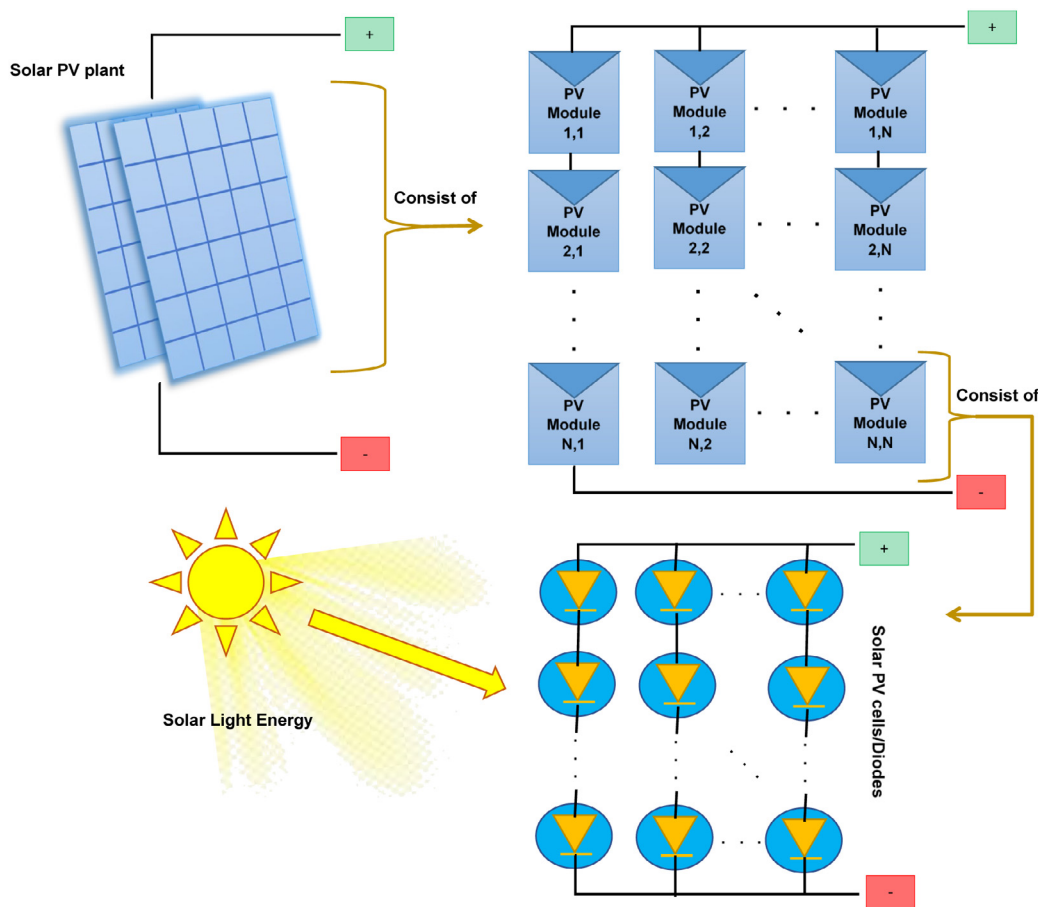 +
Solar PV plant
Consist of
-
+
PV
Module
1,1
PV
Module
1,2
PV
Module
1,N
PV
Module
2,1
PV
Module
2,2
PV
Module
2,N
PV
Module
N,1
PV
Module
N,2
PV
Module
N,N
Consist of
-
Solar Light Energy
+
Solar PV cells/Diodes
-